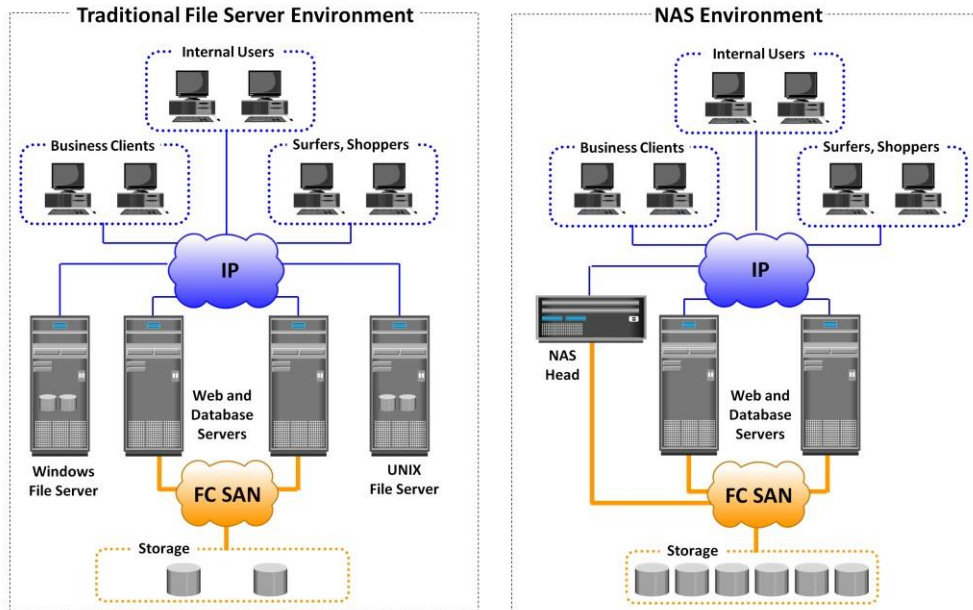 Traditional File Server Environment
Internal Users
Business Clients
Surfers, Shoppers
IP
Web and
Database
Servers
Windows
File Server
UNIX
File Server
FC SAN
Storage
NAS Environment
Internal Users
Business Clients
Surfers, Shoppers
IP
NAS
Head
Web and
Database
Servers
FC SAN
Storage